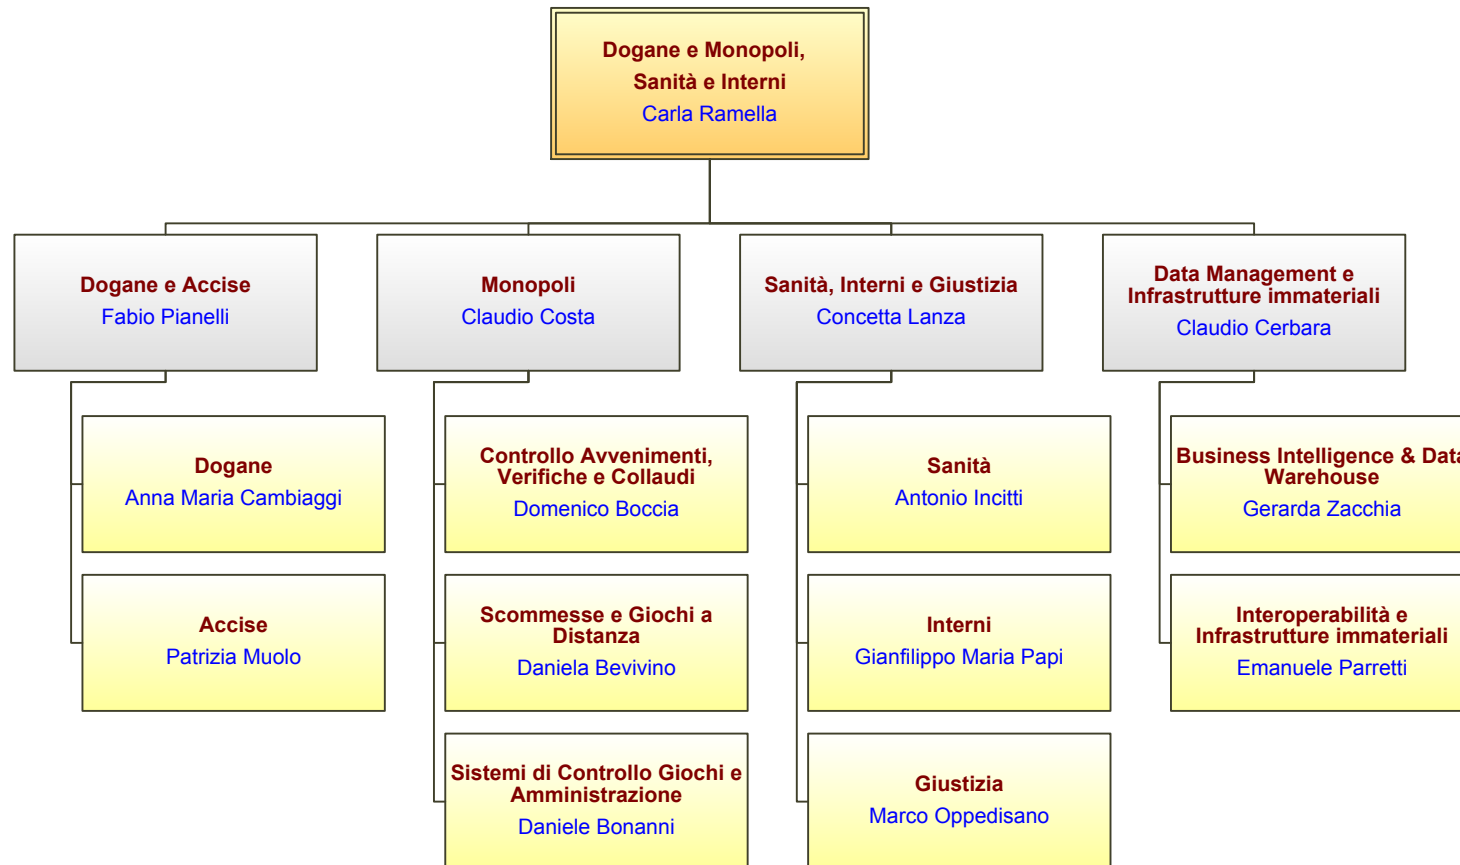 Dogane e Monopoli,
Sanità e Interni
Carla Ramella
Dogane e Accise
Fabio Pianelli
Monopoli
Claudio Costa
Sanità, Interni e Giustizia
Concetta Lanza
Data Management e
Infrastrutture immateriali
Claudio Cerbara
Dogane
Anna Maria Cambiaggi
Accise
Patrizia Muolo
Controllo Avvenimenti,
Verifiche e Collaudi
Domenico Boccia
Scommesse e Giochi a
Distanza
Daniela Bevivino
Sistemi di Controllo Giochi e
Amministrazione
Daniele Bonanni
Sanità
Antonio Incitti
Interni
Gianfilippo Maria Papi
Giustizia
Marco Oppedisano
Business Intelligence & Data
Warehouse
Gerarda Zacchia
Interoperabilità e
Infrastrutture immateriali
Emanuele Parretti